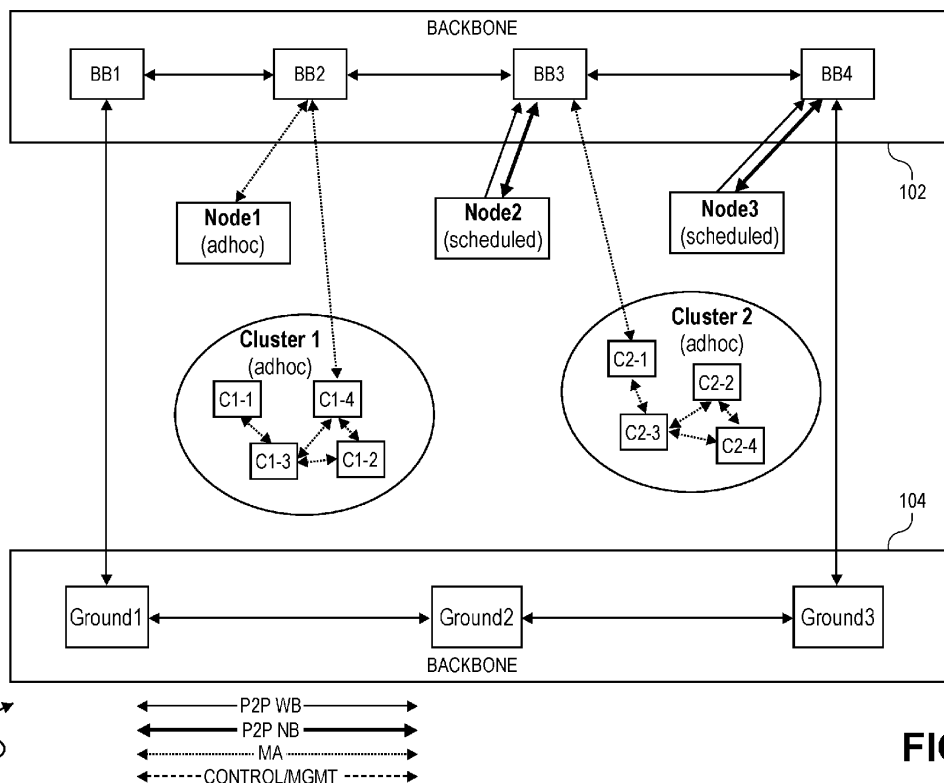 BACKBONE
BB1
BB2
BB3
BB4
102
Node1
(adhoc)
Node2
(scheduled)
Node3
(scheduled)
Cluster 1
(adhoc)
C1-1
C1-4
C1-3
C1-2
Cluster 2
(adhoc)
C2-1
C2-2
C2-3
C2-4
104
Ground1
Ground2
Ground3
BACKBONE
P2P WB
P2P NB
MA
CONTROL/MGMT
FIG